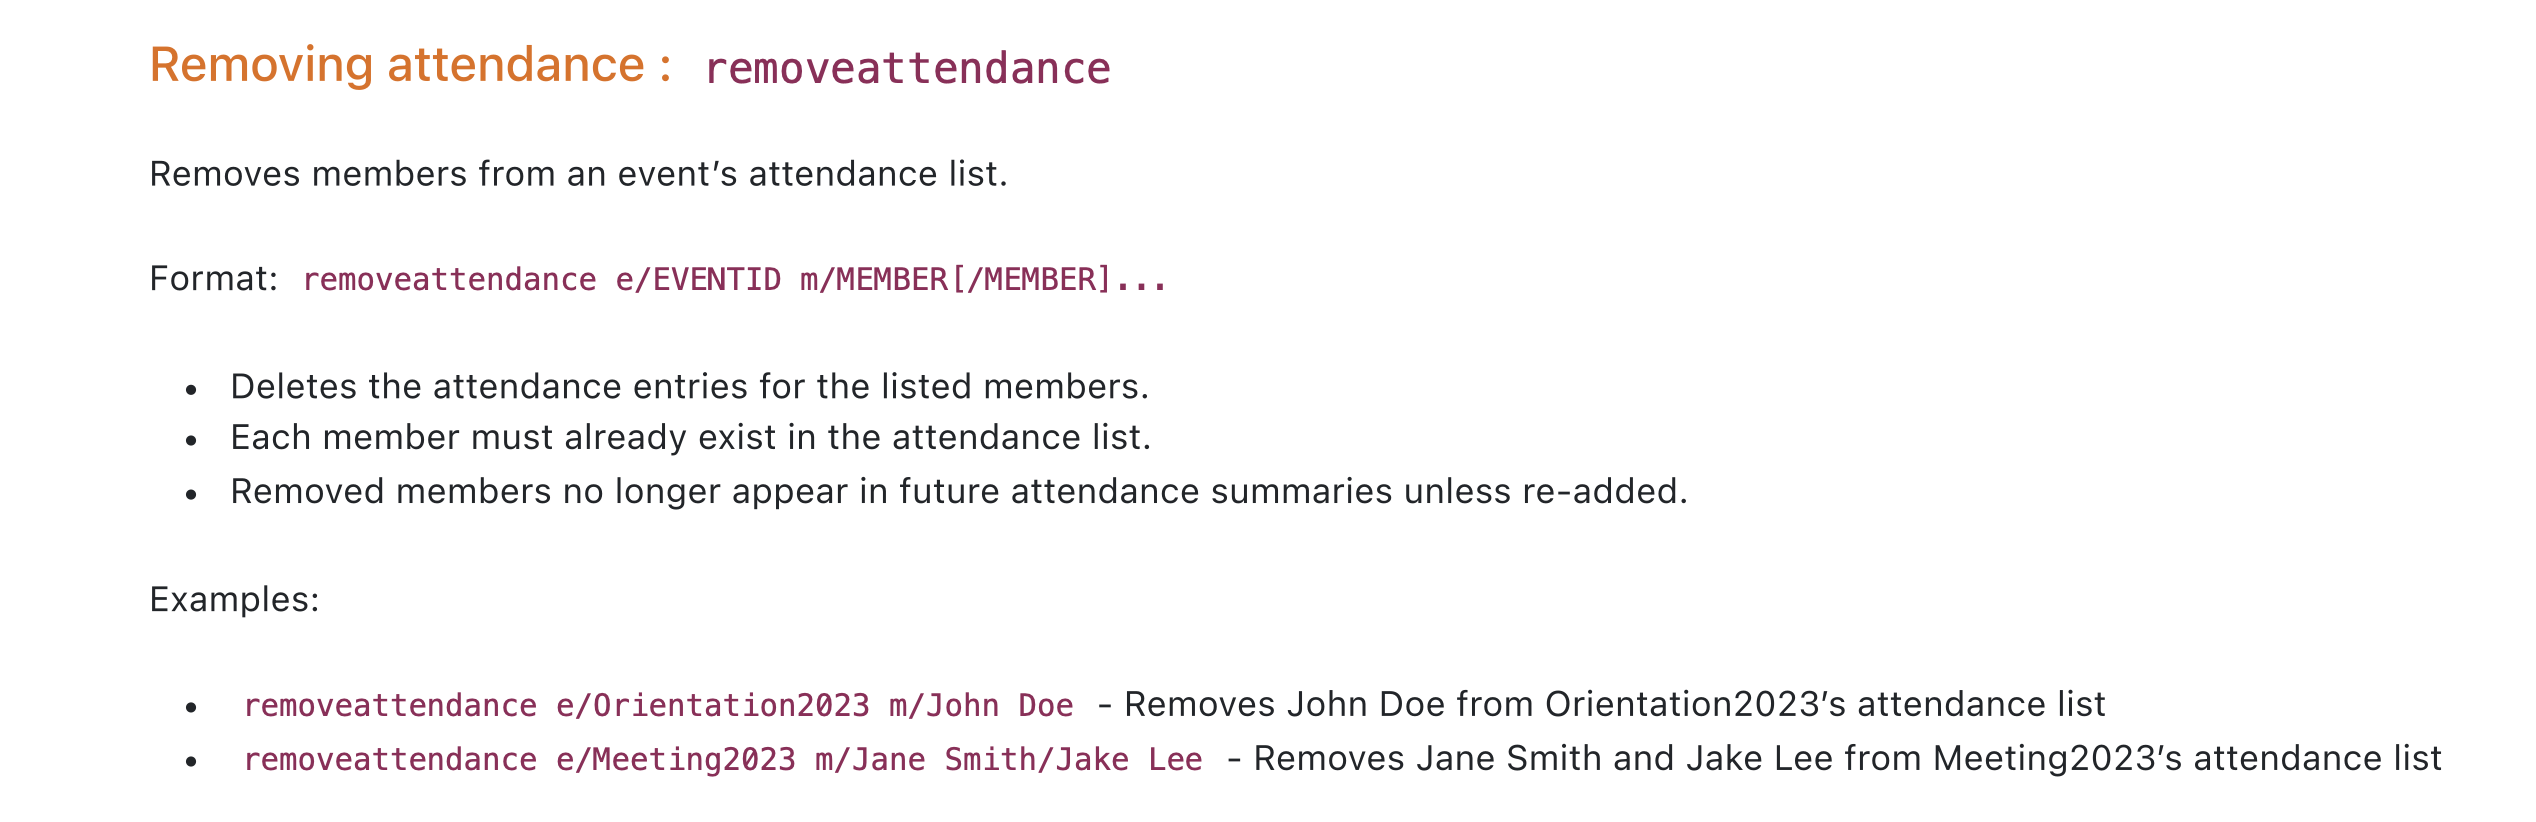 Removing attendance : removeattendance
Removes members from an event’s attendance list.
Format: removeattendance e/EVENTID m/MEMBER[/MEMBER]...
• Deletes the attendance entries for the listed members.
• Each member must already exist in the attendance list.
• Removed members no longer appear in future attendance summaries unless re-added.
Examples:
• removeattendance e/Orientation2023 m/John Doe - Removes John Doe from Orientation2023’s attendance list
• removeattendance e/Meeting2023 m/Jane Smith/Jake Lee - Removes Jane Smith and Jake Lee from Meeting2023’s attendance list